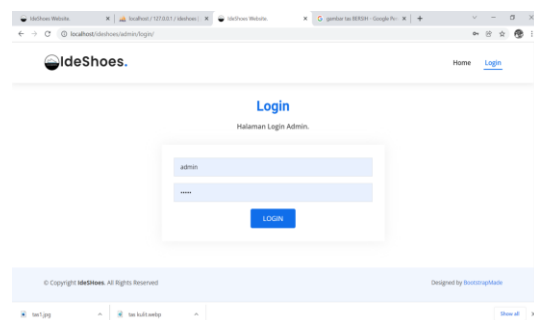 IdeShoes Website.
localhost / 127.0.0.1 / ideshoes |
IdeShoes Website.
gambar tas BERSIH - Google Pen
localhost/ideshoes/admin/login/
IdeShoes.
Home Login
Login
Halaman Login Admin.
admin
•••••
LOGIN
© Copyright IdeSHoes. All Rights Reserved
Designed by BootstrapMade
tas1.jpg
tas kulit.webp
Show all